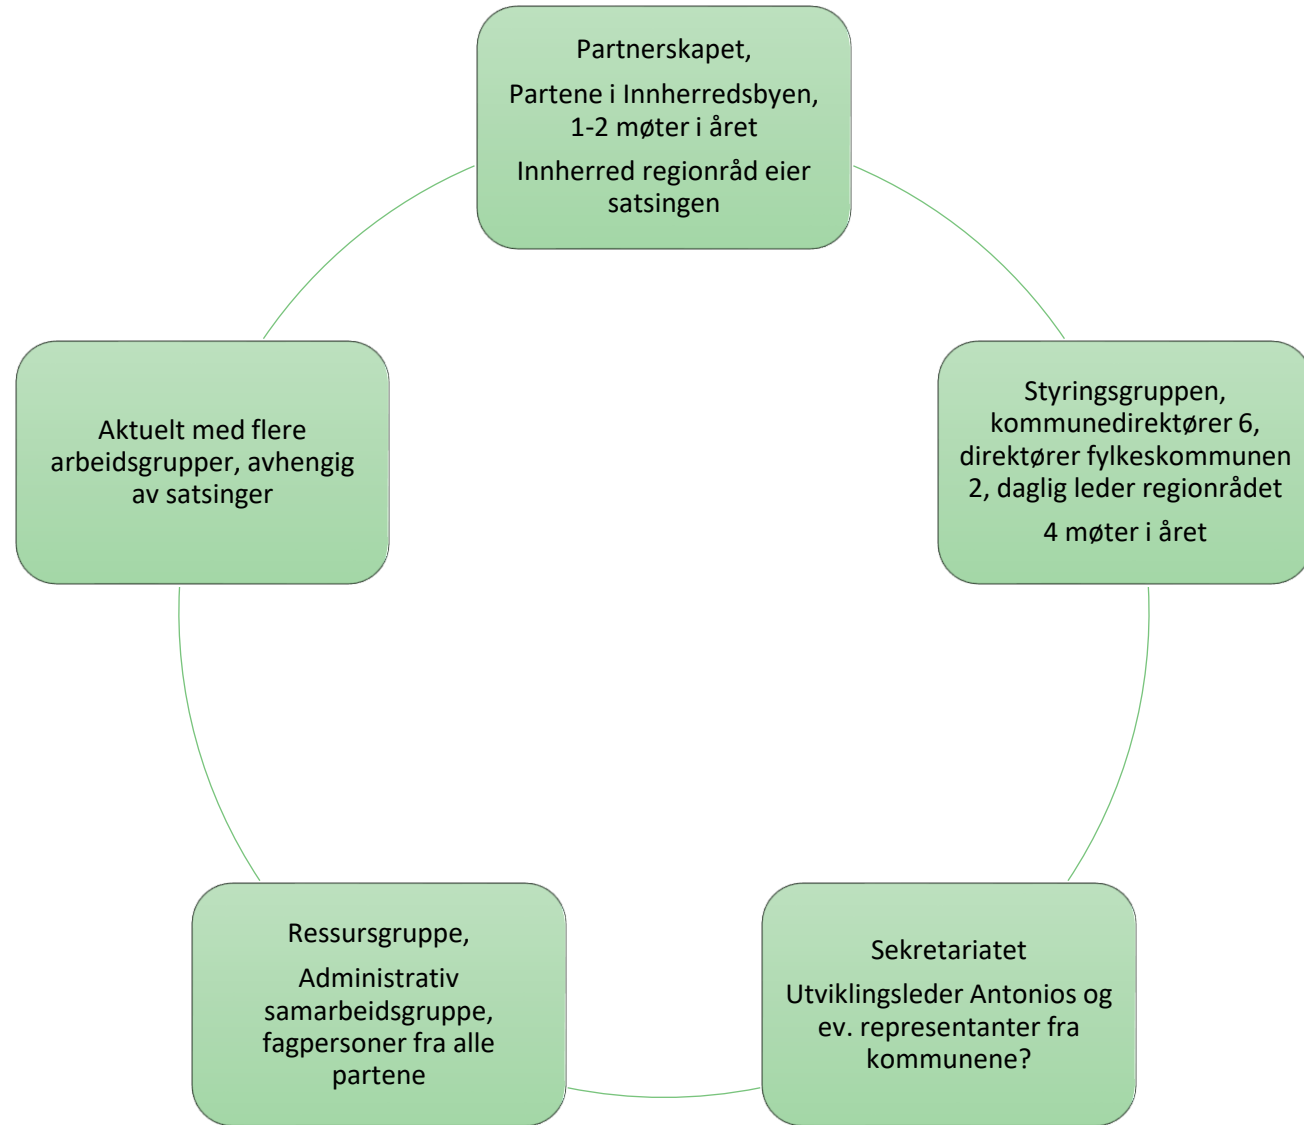 Partnerskapet,
Partene i Innherredsbyen,
1-2 møter i året
Innherred regionråd eier
satsingen
Styringsgruppen,
kommunedirektører 6,
direktører fylkeskommunen
2, daglig leder regionrådet
4 møter i året
Sekretariatet
Utviklingsleder Antonios og
ev. representanter fra
kommunene?
Ressursgruppe,
Administrativ
samarbeidsgruppe,
fagpersoner fra alle
partene
Aktuelt med flere
arbeidsgrupper, avhengig
av satsinger